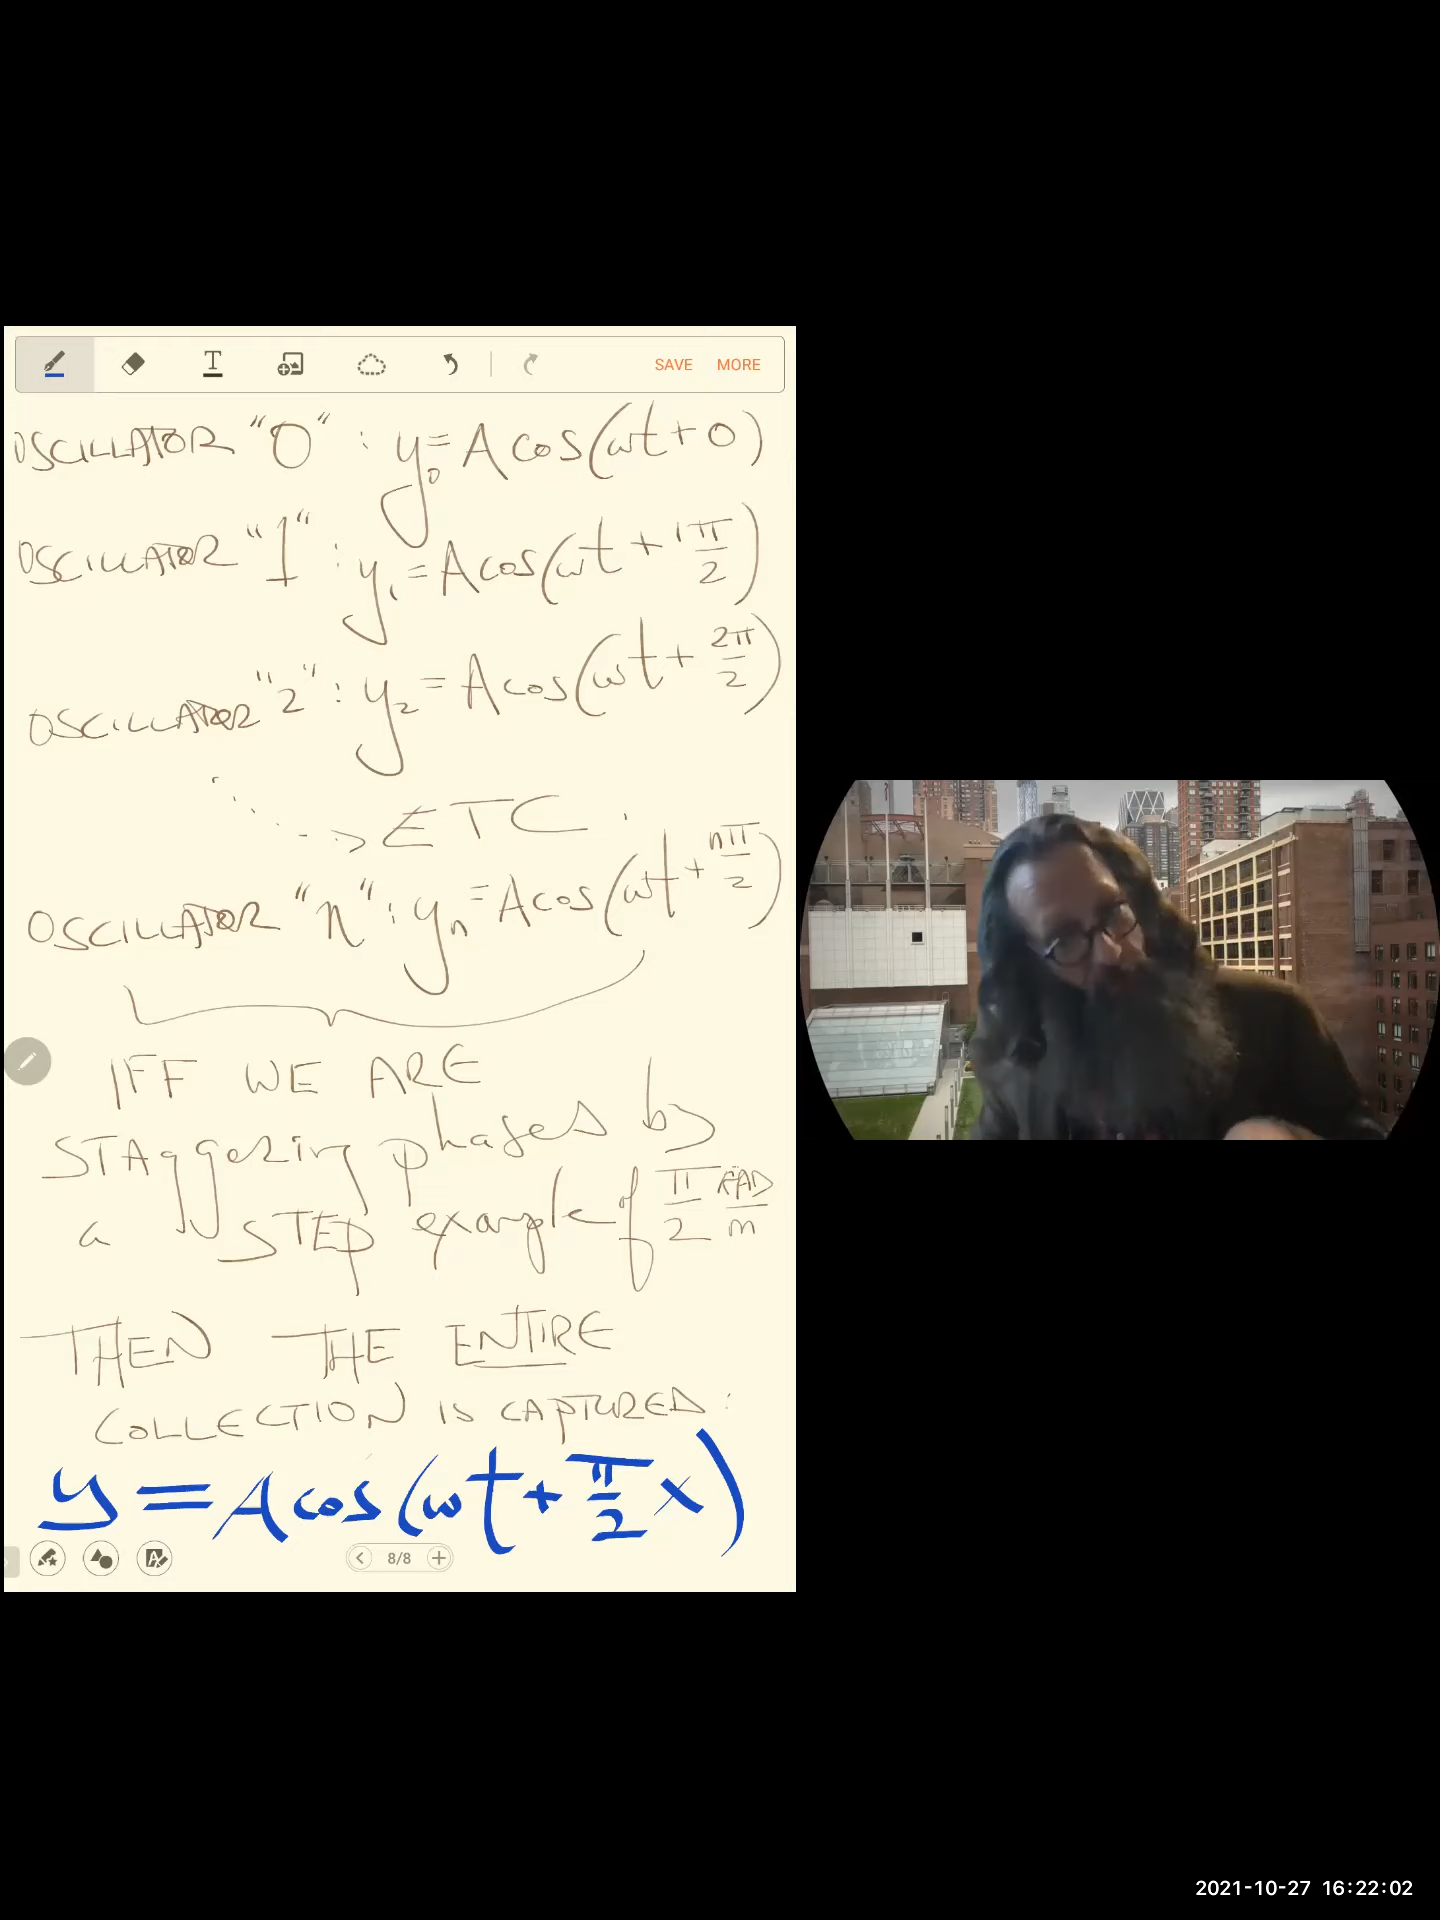 SAVE MORE
OSCILLATOR "0" : y₀ = A cos(ωt + 0)
OSCILLATOR "1" : y₁ = A cos(ωt + 1π/2)
OSCILLATOR "2" : y₂ = A cos(ωt + 2π/2)
⋱→ ETC.
OSCILLATOR "n" : yₙ = A cos(ωt + nπ/2)
IFF WE ARE
STAggering phases by
a STEP example of π/2 RAD/m
THEN THE ENTIRE
COLLECTION IS CAPTURED :
y = A cos(ωt + π/2 x)
8/8
2021-10-27 16:22:02